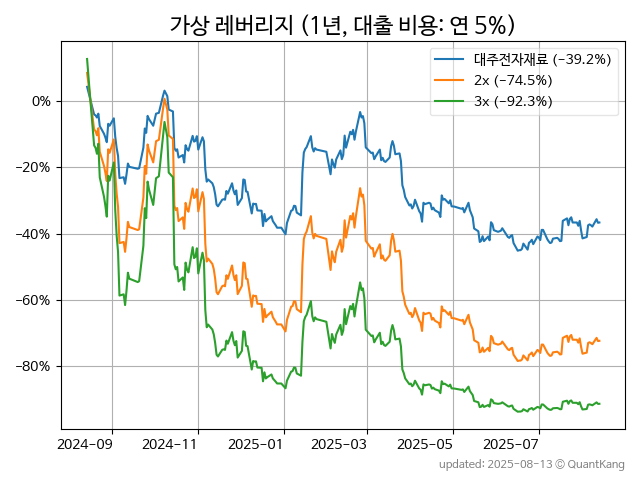 가상 레버리지 (1년, 대출 비용: 연 5%)
대주전자재료 (−39.2%)
2x (−74.5%)
3x (−92.3%)
0%
−20%
−40%
−60%
−80%
2024-09 2024-11 2025-01 2025-03 2025-05 2025-07
updated: 2025-08-13 © QuantKang